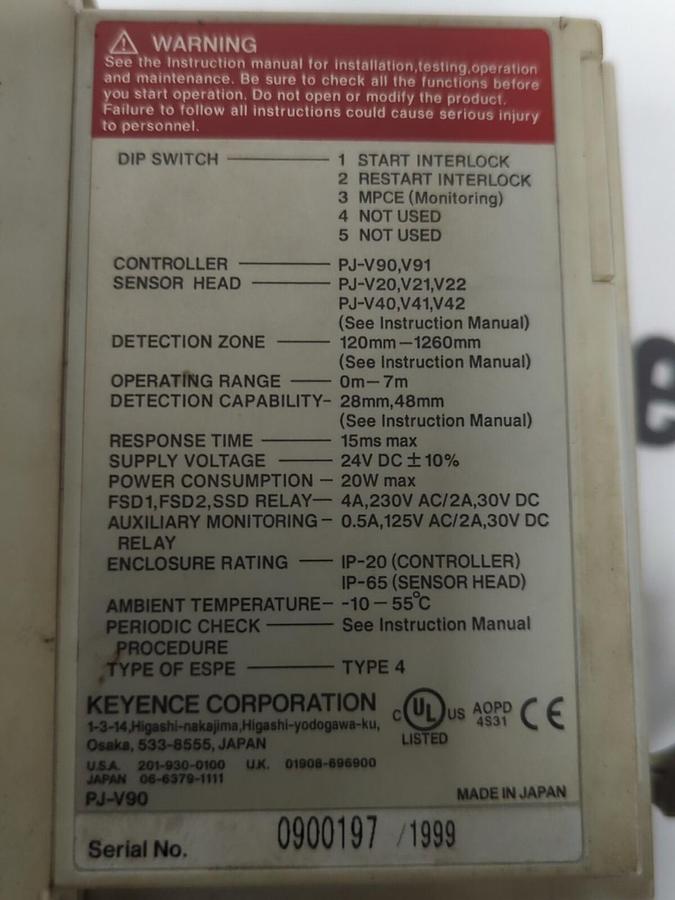 WARNING
See the Instruction manual for installation,testing,operation
and maintenance. Be sure to check all the functions before
you start operation. Do not open or modify the product.
Failure to follow all instructions could cause serious injury
to personnel.
DIP SWITCH 1 START INTERLOCK
2 RESTART INTERLOCK
3 MPCE (Monitoring)
4 NOT USED
5 NOT USED
CONTROLLER PJ-V90,V91
SENSOR HEAD PJ-V20,V21,V22
PJ-V40,V41,V42
(See Instruction Manual)
DETECTION ZONE 120mm—1260mm
(See Instruction Manual)
OPERATING RANGE 0m—7m
DETECTION CAPABILITY 28mm,48mm
(See Instruction Manual)
RESPONSE TIME 15ms max
SUPPLY VOLTAGE 24V DC ±10%
POWER CONSUMPTION 20W max
FSD1,FSD2,SSD RELAY 4A,230V AC/2A,30V DC
AUXILIARY MONITORING 0.5A,125V AC/2A,30V DC
RELAY
ENCLOSURE RATING IP-20 (CONTROLLER)
IP-65 (SENSOR HEAD)
AMBIENT TEMPERATURE -10 — 55°C
PERIODIC CHECK See Instruction Manual
PROCEDURE
TYPE OF ESPE TYPE 4
KEYENCE CORPORATION
1-3-14,Higashi-nakajima,Higashi-yodogawa-ku,
Osaka, 533-8555, JAPAN
U.S.A. 201-930-0100 U.K. 01908-696900
JAPAN 06-6379-1111
C UL US
LISTED
AOPD
4S31
CE
PJ-V90 MADE IN JAPAN
Serial No. 0900197 /1999